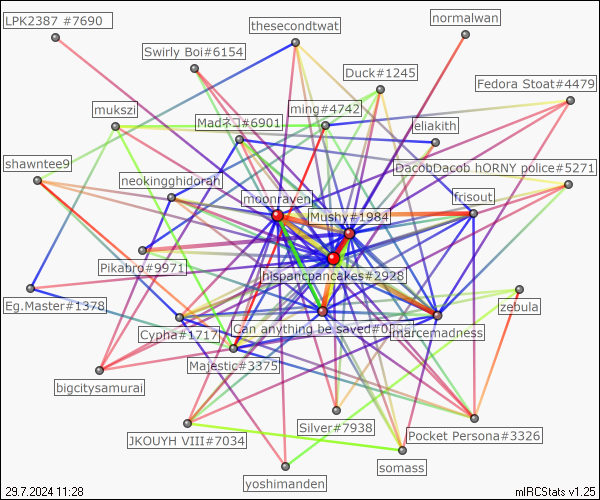 LPK2387 #7690
thesecondtwat
normalwan
Swirly Boi#6154
Duck#1245
Fedora Stoat#4479
mukszi
ming#4742
Madネコ#6901
eliakith
shawntee9
DacobDacob hORNY police#5271
neokingghidorah
moonraven
frisout
Mushy#1984
Pikabro#9971
hispanicpancakes#2928
Eg.Master#1378
zebula
Cypha#1717
Can anything be saved
marcemadness
Majestic#3375
bigcitysamurai
Silver#7938
Pocket Persona#3326
JKOUYH VIII#7034
somass
yoshimanden
29.7.2024 11:28
mIRCStats v1.25